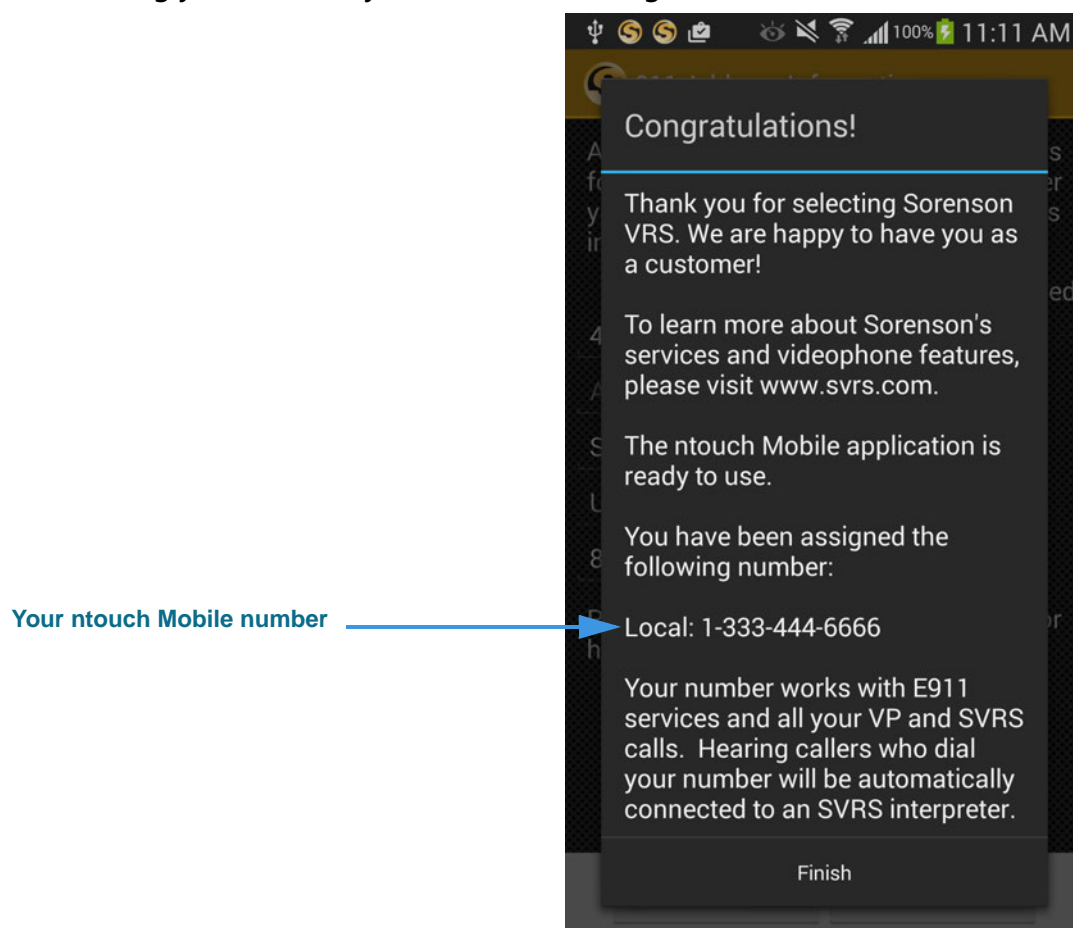 100% 11:11 AM
Congratulations!
Thank you for selecting Sorenson
VRS. We are happy to have you as
a customer!
To learn more about Sorenson's
services and videophone features,
please visit www.svrs.com.
The ntouch Mobile application is
ready to use.
You have been assigned the
following number:
Your ntouch Mobile number
Local: 1-333-444-6666
Your number works with E911
services and all your VP and SVRS
calls.  Hearing callers who dial
your number will be automatically
connected to an SVRS interpreter.
Finish